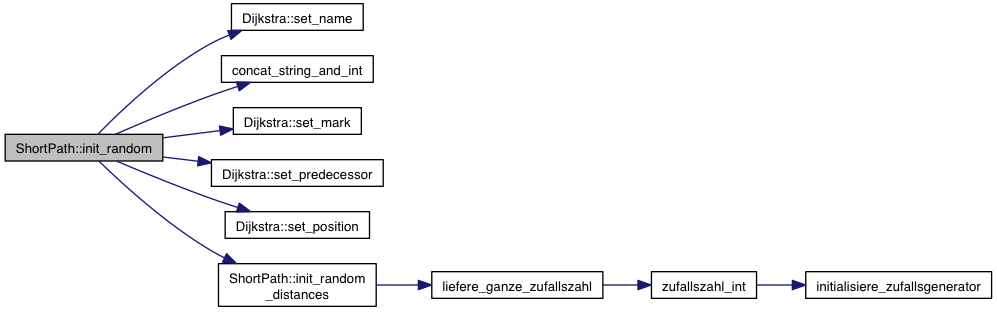 Dijkstra::set_name
concat_string_and_int
Dijkstra::set_mark
ShortPath::init_random
Dijkstra::set_predecessor
Dijkstra::set_position
ShortPath::init_random
_distances
liefere_ganze_zufallszahl
zufallszahl_int
initialisiere_zufallsgenerator